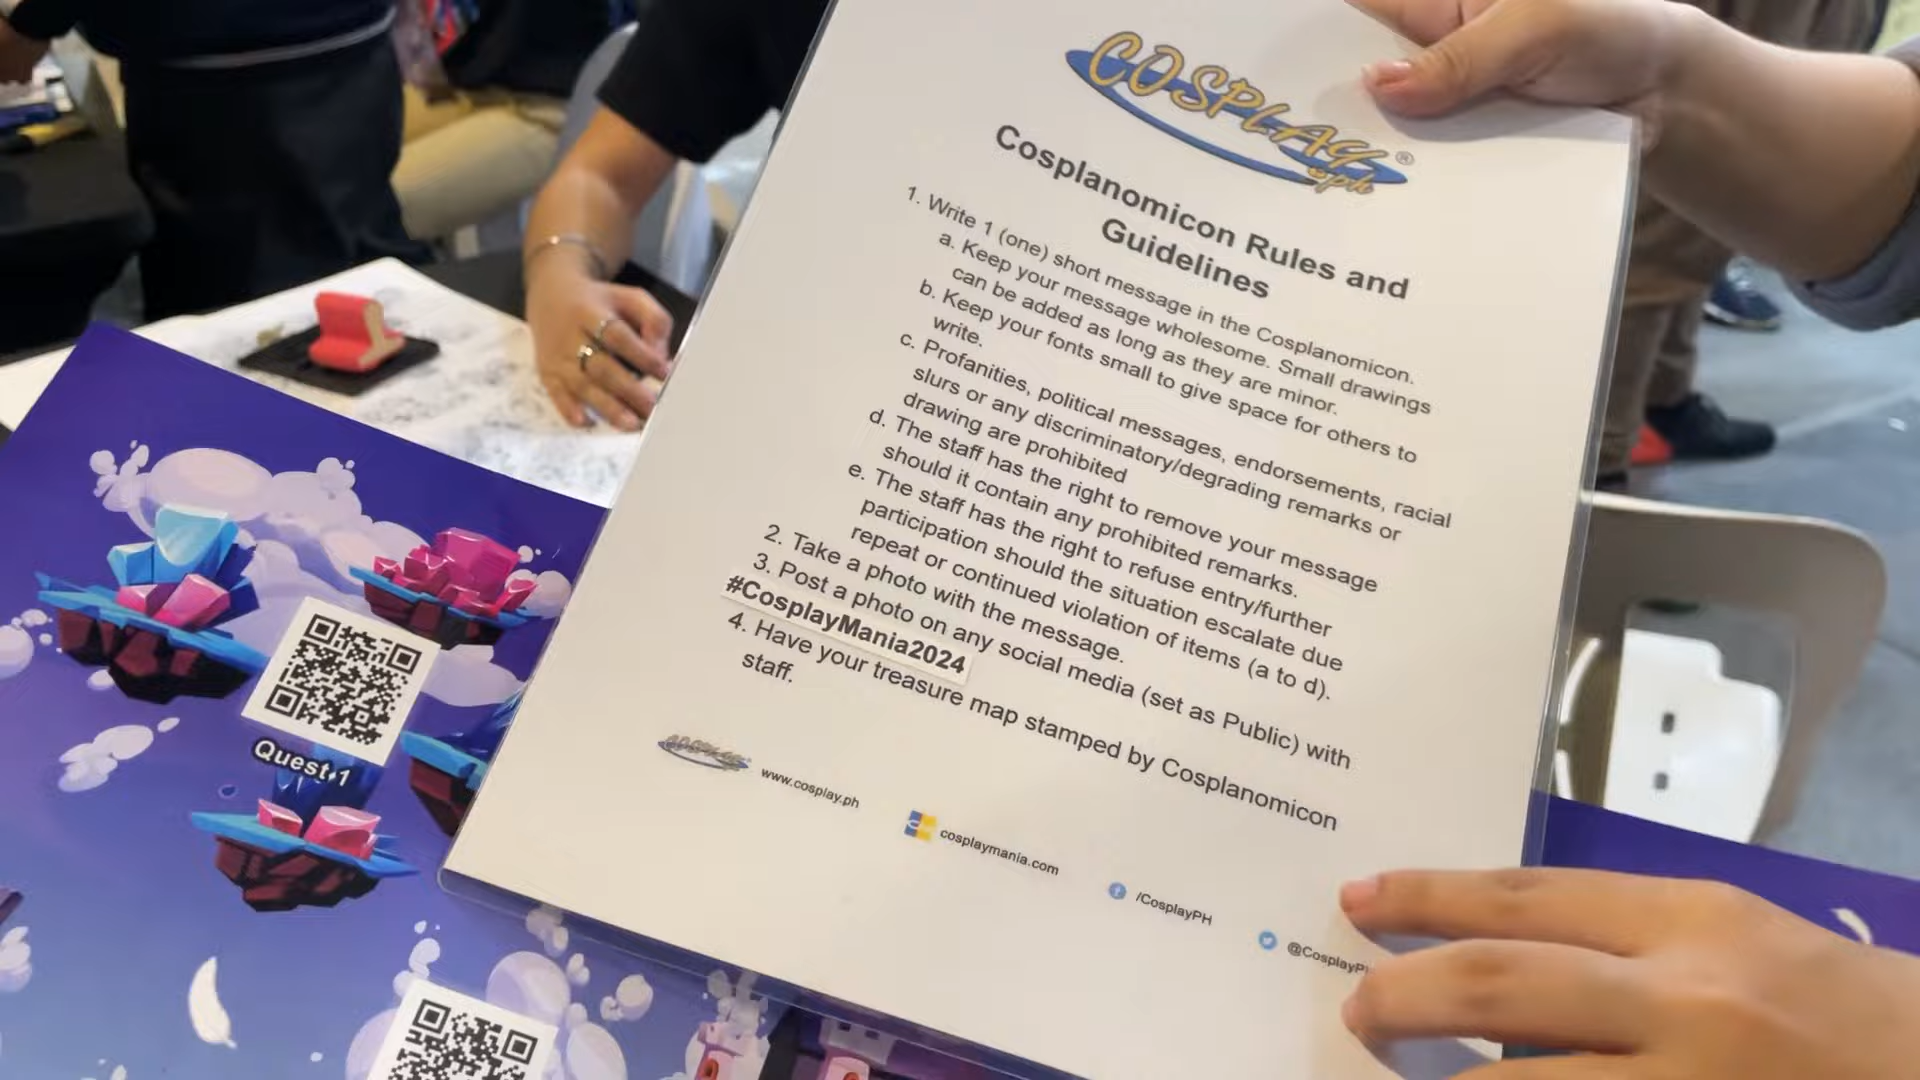 COSPLAY
.ph
®
Cosplanomicon Rules and
Guidelines
1. Write 1 (one) short message in the Cosplanomicon.
a. Keep your message wholesome. Small drawings
can be added as long as they are minor.
b. Keep your fonts small to give space for others to
write.
c. Profanities, political messages, endorsements, racial
slurs or any discriminatory/degrading remarks or
drawing are prohibited
d. The staff has the right to remove your message
should it contain any prohibited remarks.
e. The staff has the right to refuse entry/further
participation should the situation escalate due
repeat or continued violation of items (a to d).
2. Take a photo with the message.
3. Post a photo on any social media (set as Public) with
#CosplayMania2024
4. Have your treasure map stamped by Cosplanomicon
staff.
COSPLAY
www.cosplay.ph
cosplaymania.com
/CosplayPH
Quest 1